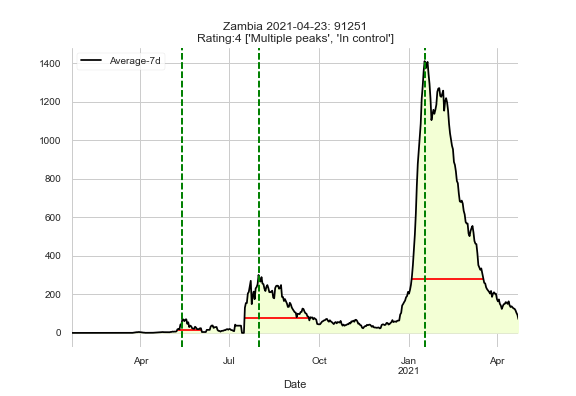 Zambia 2021-04-23: 91251
Rating:4 ['Multiple peaks', 'In control']
Average-7d
1400
1200
1000
800
600
400
200
0
Apr
Jul
Oct
Jan
2021
Apr
Date